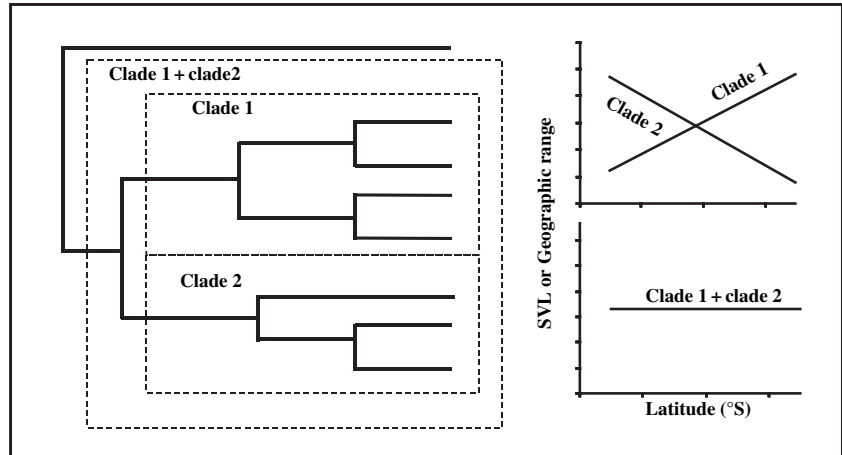 Clade 1 + clade2
Clade 1
Clade 2
Clade 1
Clade 2
SVL or Geographic range
Clade 1 + clade 2
Latitude (°S)